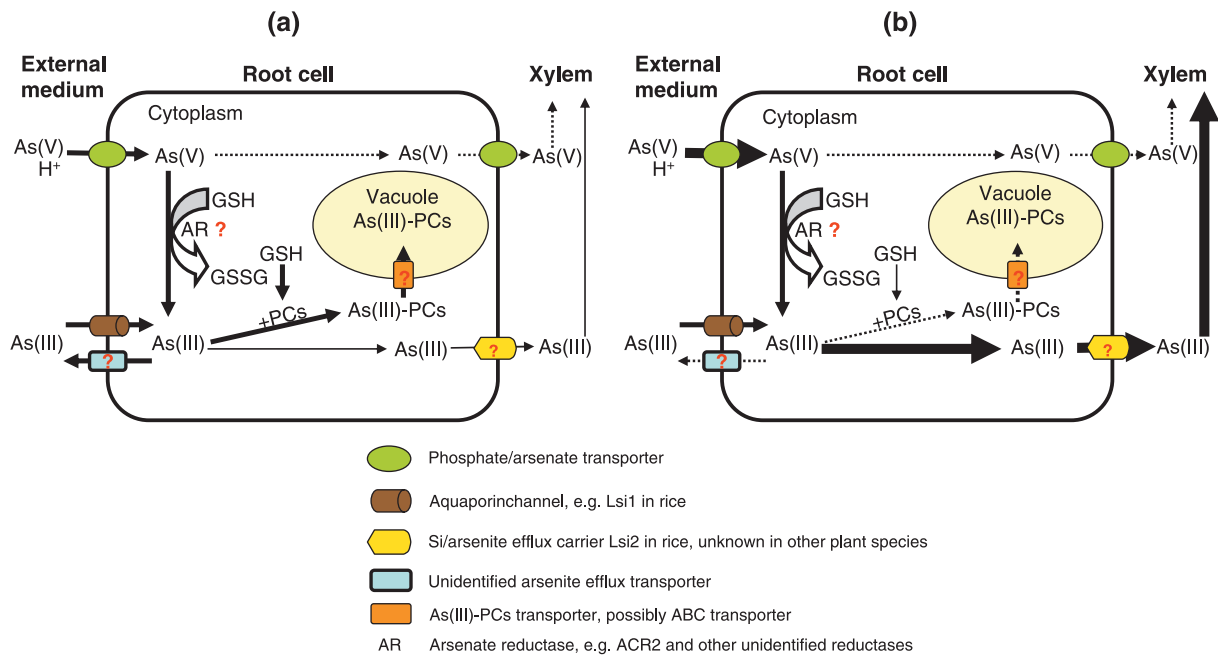 (a)
External
medium
Root cell
Xylem
Cytoplasm
As(V)
H+
As(V)
As(V)
As(V)
Vacuole
As(III)-PCs
GSH
AR ?
GSSG
GSH
?
+PCs
As(III)-PCs
As(III)
?
As(III)
As(III)
?
As(III)
(b)
External
medium
Root cell
Xylem
Cytoplasm
As(V)
H+
As(V)
As(V)
As(V)
Vacuole
As(III)-PCs
GSH
AR ?
GSSG
GSH
?
+PCs
As(III)-PCs
As(III)
?
As(III)
As(III)
?
As(III)
Phosphate/arsenate transporter
Aquaporinchannel, e.g. Lsi1 in rice
Si/arsenite efflux carrier Lsi2 in rice, unknown in other plant species
Unidentified arsenite efflux transporter
As(III)-PCs transporter, possibly ABC transporter
AR Arsenate reductase, e.g. ACR2 and other unidentified reductases